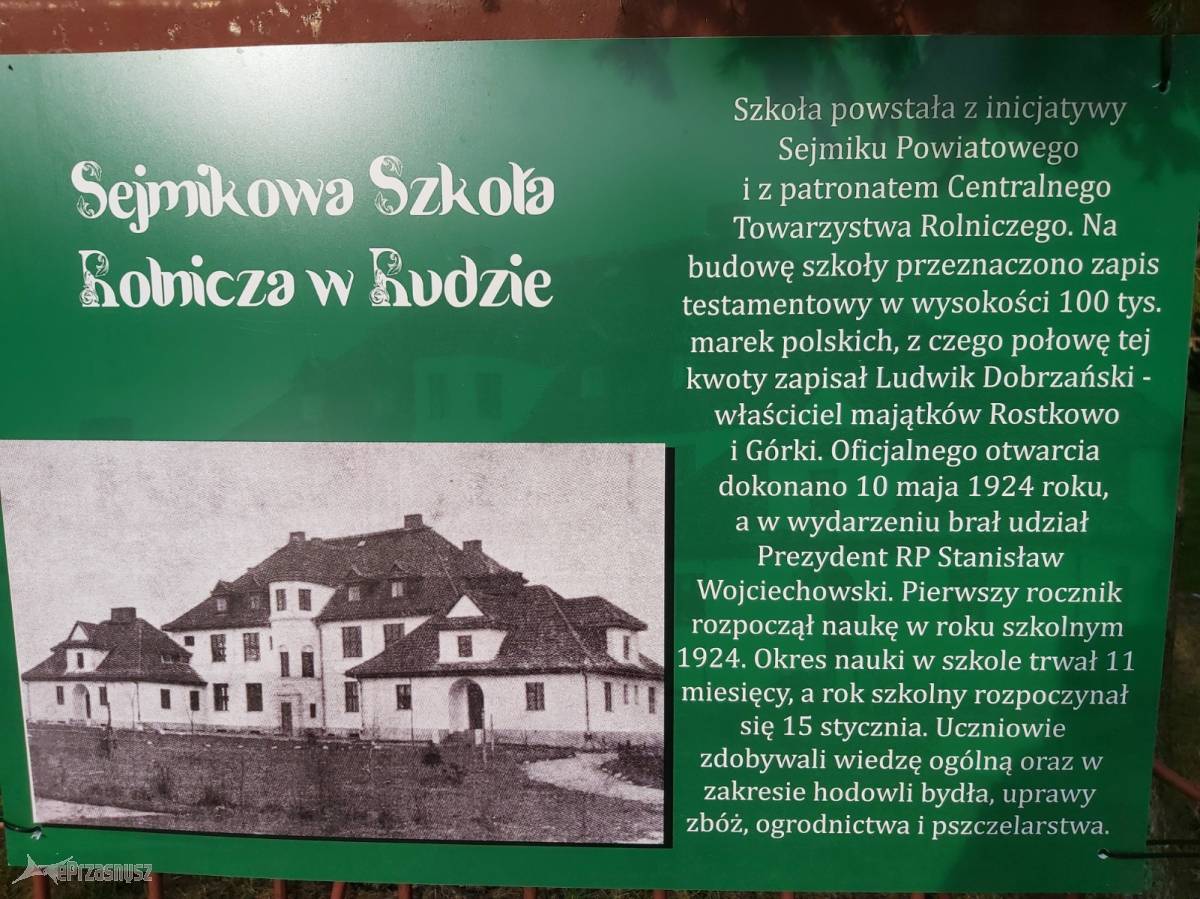 Sejmikowa Szkoła
Rolnicza w Rudzie
Szkoła powstała z inicjatywy
Sejmiku Powiatowego
i z patronatem Centralnego
Towarzystwa Rolniczego. Na
budowę szkoły przeznaczono zapis
testamentowy w wysokości 100 tys.
marek polskich, z czego połowę tej
kwoty zapisał Ludwik Dobrzański -
właściciel majątków Rostkowo
i Górki. Oficjalnego otwarcia
dokonano 10 maja 1924 roku,
a w wydarzeniu brał udział
Prezydent RP Stanisław
Wojciechowski. Pierwszy rocznik
rozpoczął naukę w roku szkolnym
1924. Okres nauki w szkole trwał 11
miesięcy, a rok szkolny rozpoczynał
się 15 stycznia. Uczniowie
zdobywali wiedzę ogólną oraz w
zakresie hodowli bydła, uprawy
zbóż, ogrodnictwa i pszczelarstwa.
ePrzasnysz